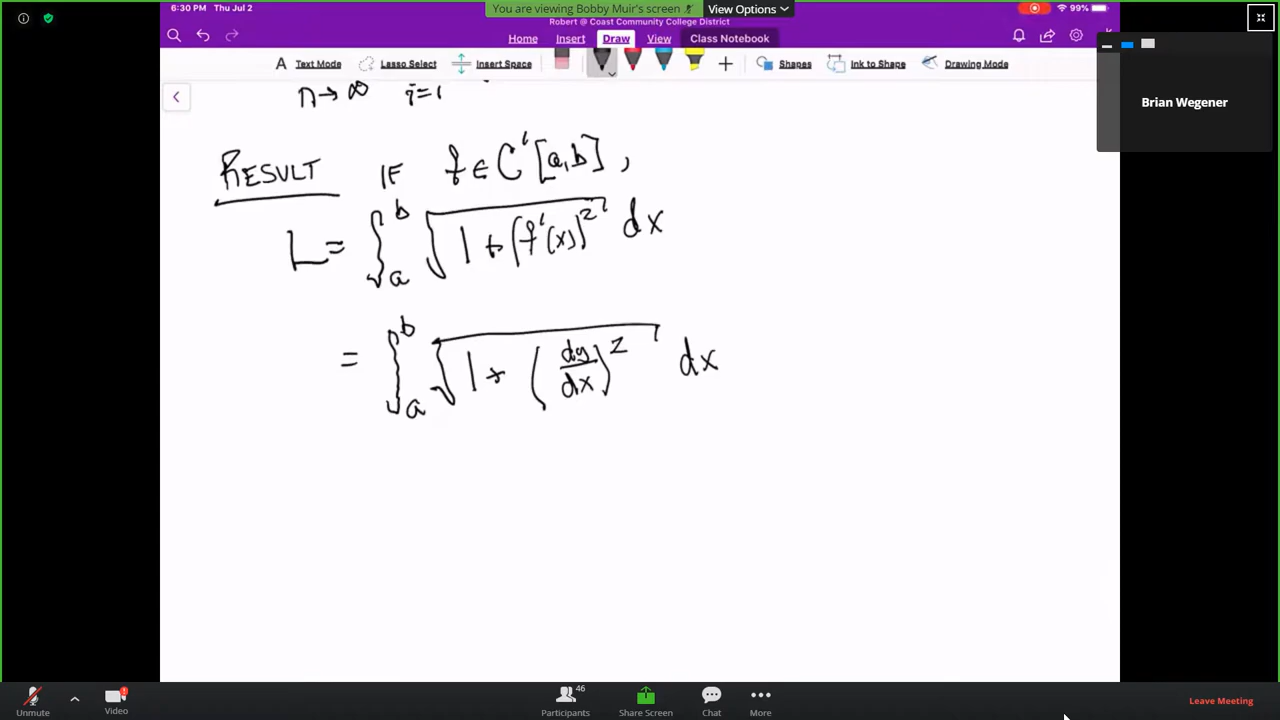 You are viewing Bobby Muir's screen View Options
6:30 PM Thu Jul 2
99%
Robert @ Coast Community College District
Home Insert Draw View Class Notebook
Text Mode Lasso Select Insert Space Shapes Ink to Shape Drawing Mode
Brian Wegener
n→∞ i=1
RESULT IF f ∈ C'[a,b],
L = ∫_a^b √(1 + (f'(x))^2) dx
= ∫_a^b √(1 + (dy/dx)^2) dx
Unmute Video Participants 46 Share Screen Chat More Leave Meeting